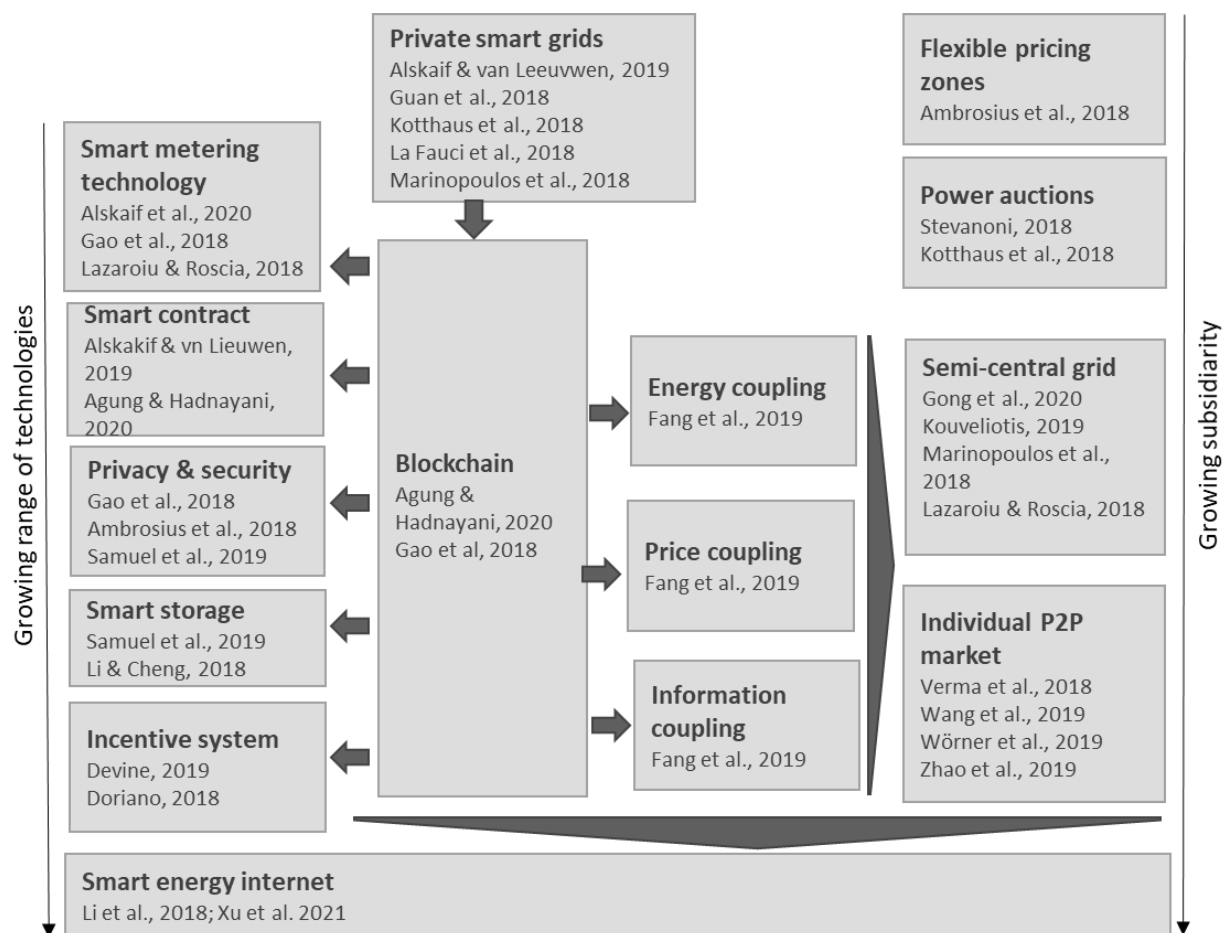 Private smart grids
Alskaif & van Leeuvwen, 2019
Guan et al., 2018
Kotthaus et al., 2018
La Fauci et al., 2018
Marinopoulos et al., 2018
Flexible pricing
zones
Ambrosius et al., 2018
Smart metering
technology
Alskaif et al., 2020
Gao et al., 2018
Lazaroiu & Roscia, 2018
Power auctions
Stevanoni, 2018
Kotthaus et al., 2018
Growing range of technologies
Smart contract
Alskakif & vn Lieuwen,
2019
Agung & Hadnayani,
2020
Privacy & security
Gao et al., 2018
Ambrosius et al., 2018
Samuel et al., 2019
Smart storage
Samuel et al., 2019
Li & Cheng, 2018
Incentive system
Devine, 2019
Doriano, 2018
Blockchain
Agung &
Hadnayani, 2020
Gao et al, 2018
Energy coupling
Fang et al., 2019
Price coupling
Fang et al., 2019
Information
coupling
Fang et al., 2019
Semi-central grid
Gong et al., 2020
Kouveliotis, 2019
Marinopoulos et al.,
2018
Lazaroiu & Roscia, 2018
Individual P2P
market
Verma et al., 2018
Wang et al., 2019
Wörner et al., 2019
Zhao et al., 2019
Growing subsidiarity
Smart energy internet
Li et al., 2018; Xu et al. 2021